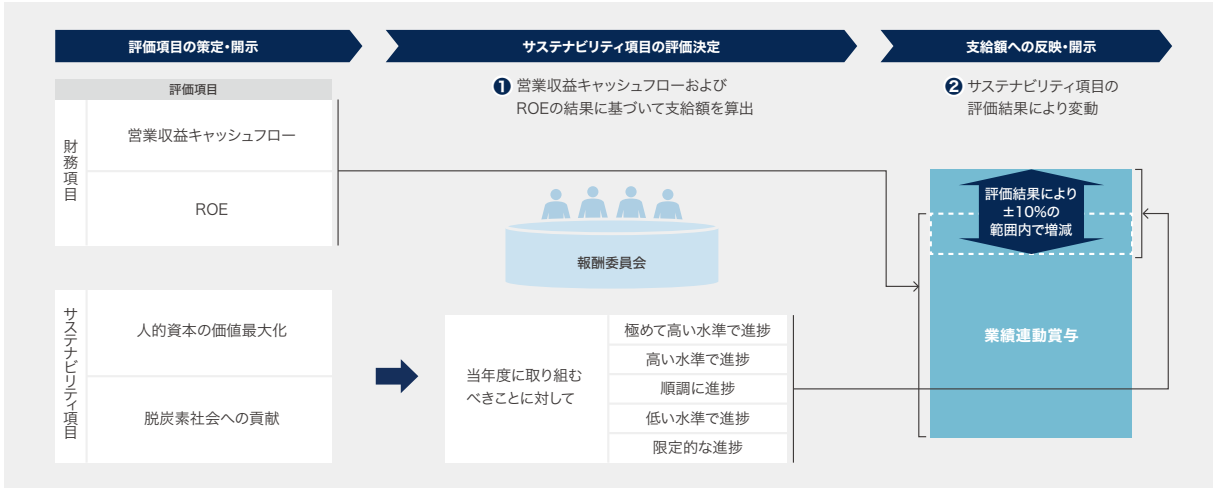 評価項目の策定・開示
サステナビリティ項目の評価決定
支給額への反映・開示
評価項目
財務項目
営業収益キャッシュフロー
ROE
サステナビリティ項目
人的資本の価値最大化
脱炭素社会への貢献
❶ 営業収益キャッシュフローおよび
ROEの結果に基づいて支給額を算出
報酬委員会
当年度に取り組む
べきことに対して
極めて高い水準で進捗
高い水準で進捗
順調に進捗
低い水準で進捗
限定的な進捗
❷ サステナビリティ項目の
評価結果により変動
評価結果により
±10%の
範囲内で増減
業績連動賞与